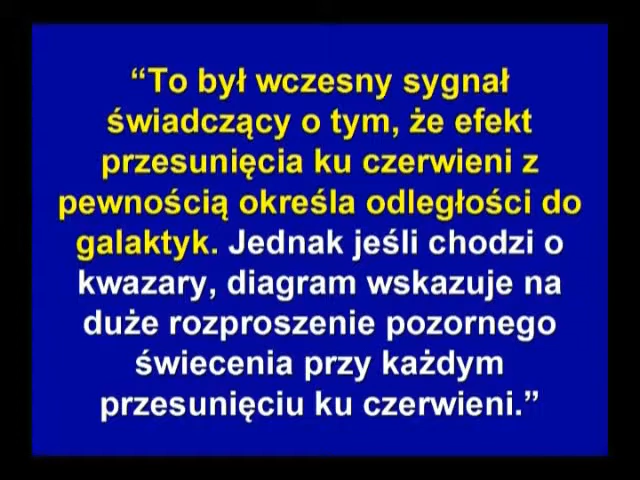 “To był wczesny sygnał
świadczący o tym, że efekt
przesunięcia ku czerwieni z
pewnością określa odległości do
galaktyk. Jednak jeśli chodzi o
kwazary, diagram wskazuje na
duże rozproszenie pozornego
świecenia przy każdym
przesunięciu ku czerwieni.”